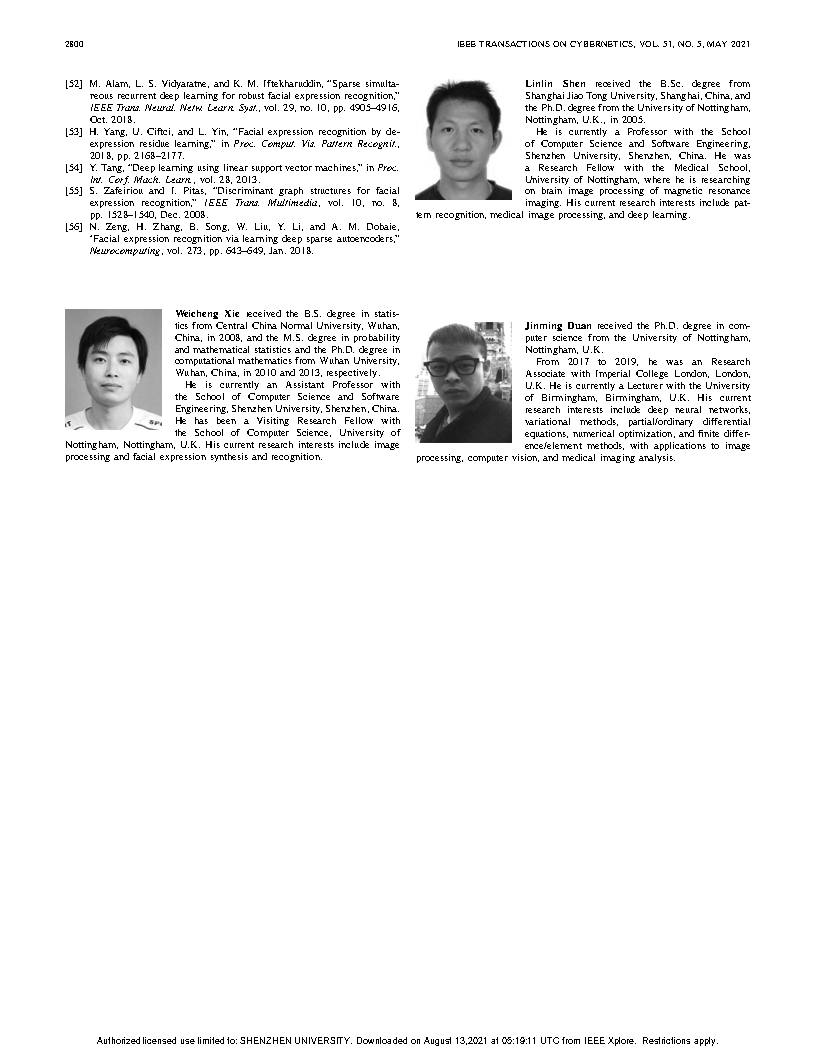 2800
IEEE TRANSACTIONS ON CYBERNETICS, VOL. 51, NO. 5, MAY 2021
[52] M. Alam, L. S. Vidyaratne, and K. M. Iftekharuddin, “Sparse simulta-
neous recurrent deep learning for robust facial expression recognition,”
IEEE Trans. Neural. Netw. Learn. Syst., vol. 29, no. 10, pp. 4905–4916,
Oct. 2018.
[53] H. Yang, U. Ciftci, and L. Yin, “Facial expression recognition by de-
expression residue learning,” in Proc. Comput. Vis. Pattern Recognit.,
2018, pp. 2168–2177.
[54] Y. Tang, “Deep learning using linear support vector machines,” in Proc.
Int. Conf. Mach. Learn., vol. 28, 2013.
[55] S. Zafeiriou and I. Pitas, “Discriminant graph structures for facial
expression recognition,” IEEE Trans. Multimedia, vol. 10, no. 8,
pp. 1528–1540, Dec. 2008.
[56] N. Zeng, H. Zhang, B. Song, W. Liu, Y. Li, and A. M. Dobaie,
“Facial expression recognition via learning deep sparse autoencoders,”
Neurocomputing, vol. 273, pp. 643–649, Jan. 2018.
Weicheng Xie received the B.S. degree in statis-
tics from Central China Normal University, Wuhan,
China, in 2008, and the M.S. degree in probability
and mathematical statistics and the Ph.D. degree in
computational mathematics from Wuhan University,
Wuhan, China, in 2010 and 2013, respectively.
He is currently an Assistant Professor with
the School of Computer Science and Software
Engineering, Shenzhen University, Shenzhen, China.
He has been a Visiting Research Fellow with
the School of Computer Science, University of
Nottingham, Nottingham, U.K. His current research interests include image
processing and facial expression synthesis and recognition.
Linlin Shen received the B.Sc. degree from
Shanghai Jiao Tong University, Shanghai, China, and
the Ph.D. degree from the University of Nottingham,
Nottingham, U.K., in 2005.
He is currently a Professor with the School
of Computer Science and Software Engineering,
Shenzhen University, Shenzhen, China. He was
a Research Fellow with the Medical School,
University of Nottingham, where he is researching
on brain image processing of magnetic resonance
imaging. His current research interests include pat-
tern recognition, medical image processing, and deep learning.
Jinming Duan received the Ph.D. degree in com-
puter science from the University of Nottingham,
Nottingham, U.K.
From 2017 to 2019, he was an Research
Associate with Imperial College London, London,
U.K. He is currently a Lecturer with the University
of Birmingham, Birmingham, U.K. His current
research interests include deep neural networks,
variational methods, partial/ordinary differential
equations, numerical optimization, and finite differ-
ence/element methods, with applications to image
processing, computer vision, and medical imaging analysis.
Authorized licensed use limited to: SHENZHEN UNIVERSITY. Downloaded on August 13,2021 at 05:19:11 UTC from IEEE Xplore. Restrictions apply.